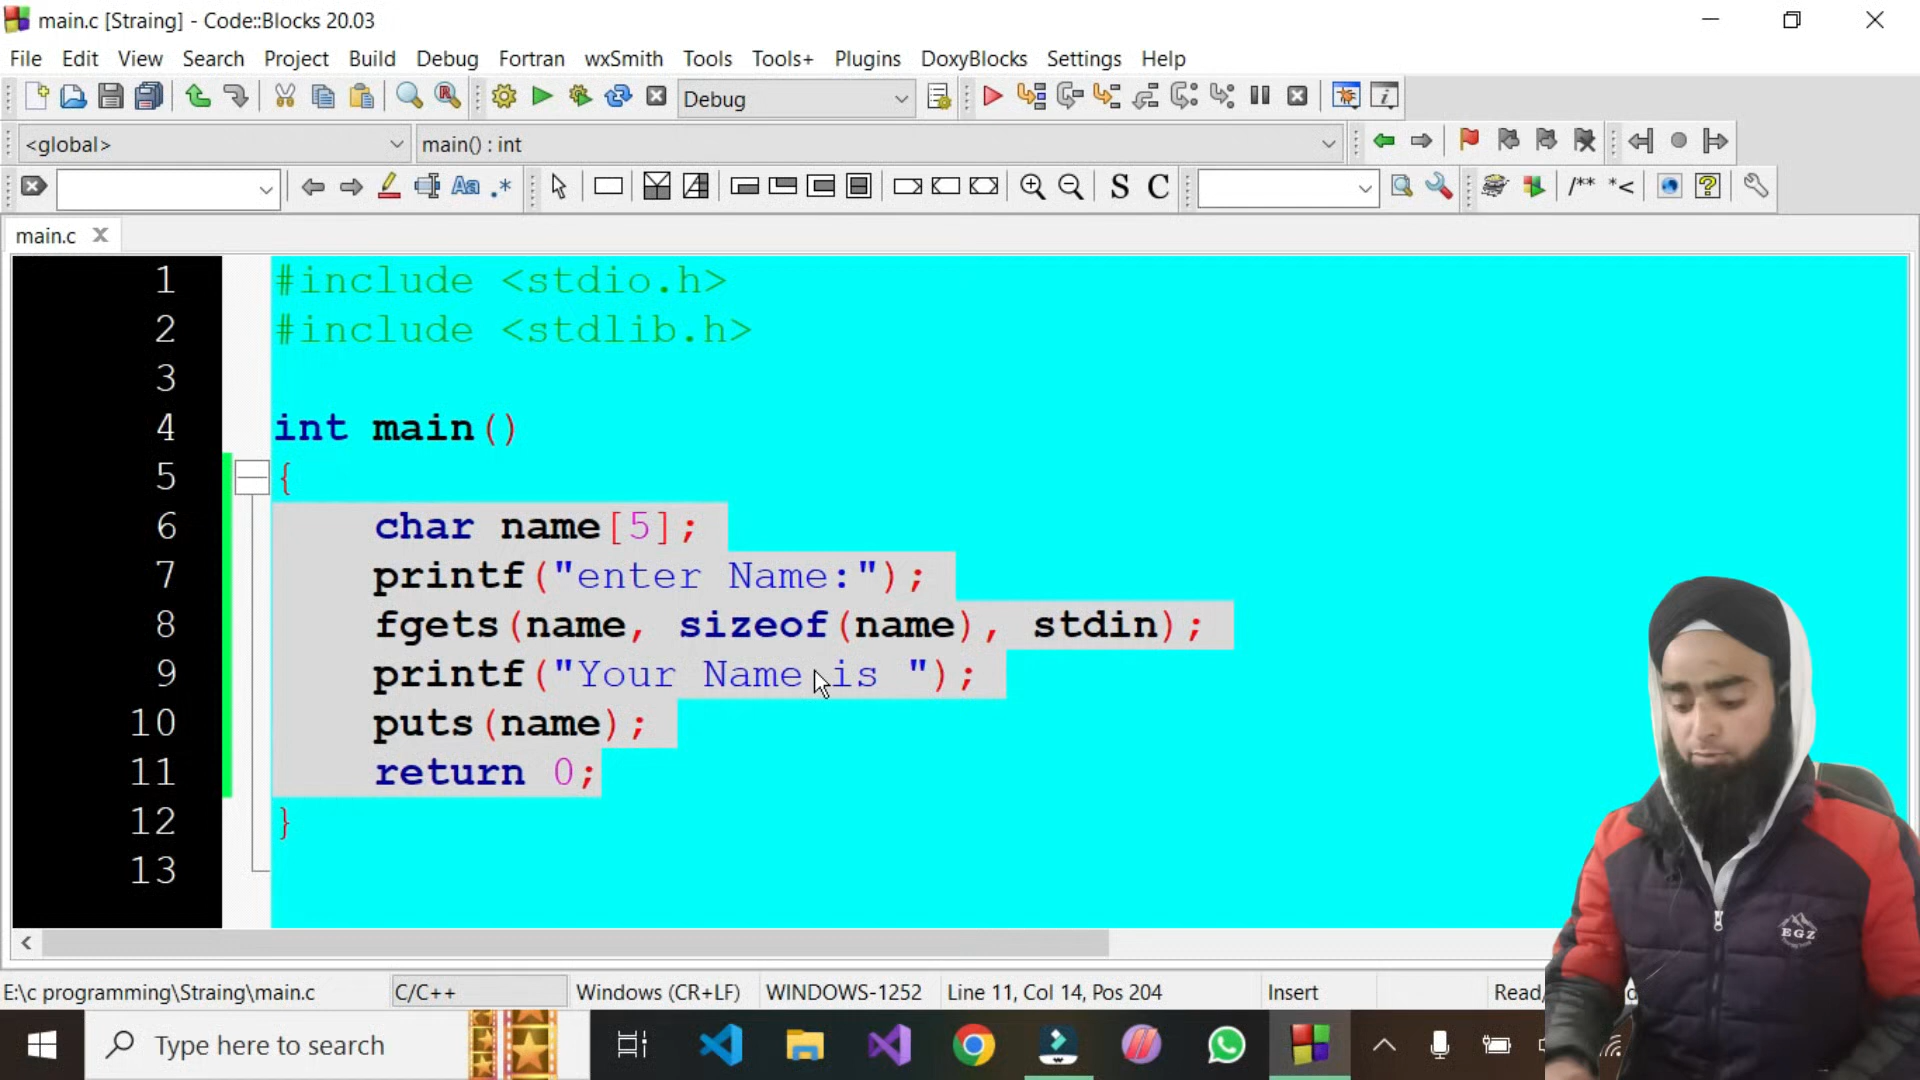 main.c [Straing] - Code::Blocks 20.03
File Edit View Search Project Build Debug Fortran wxSmith Tools Tools+ Plugins DoxyBlocks Settings Help
Debug
<global> main() : int
S C /** *<
main.c
1 #include <stdio.h>
2 #include <stdlib.h>
3
4 int main()
5 {
6 char name[5];
7 printf("enter Name:");
8 fgets(name, sizeof(name), stdin);
9 printf("Your Name is ");
10 puts(name);
11 return 0;
12 }
13
EGZ
E:\c programming\Straing\main.c C/C++ Windows (CR+LF) WINDOWS-1252 Line 11, Col 14, Pos 204 Insert Read/
Type here to search